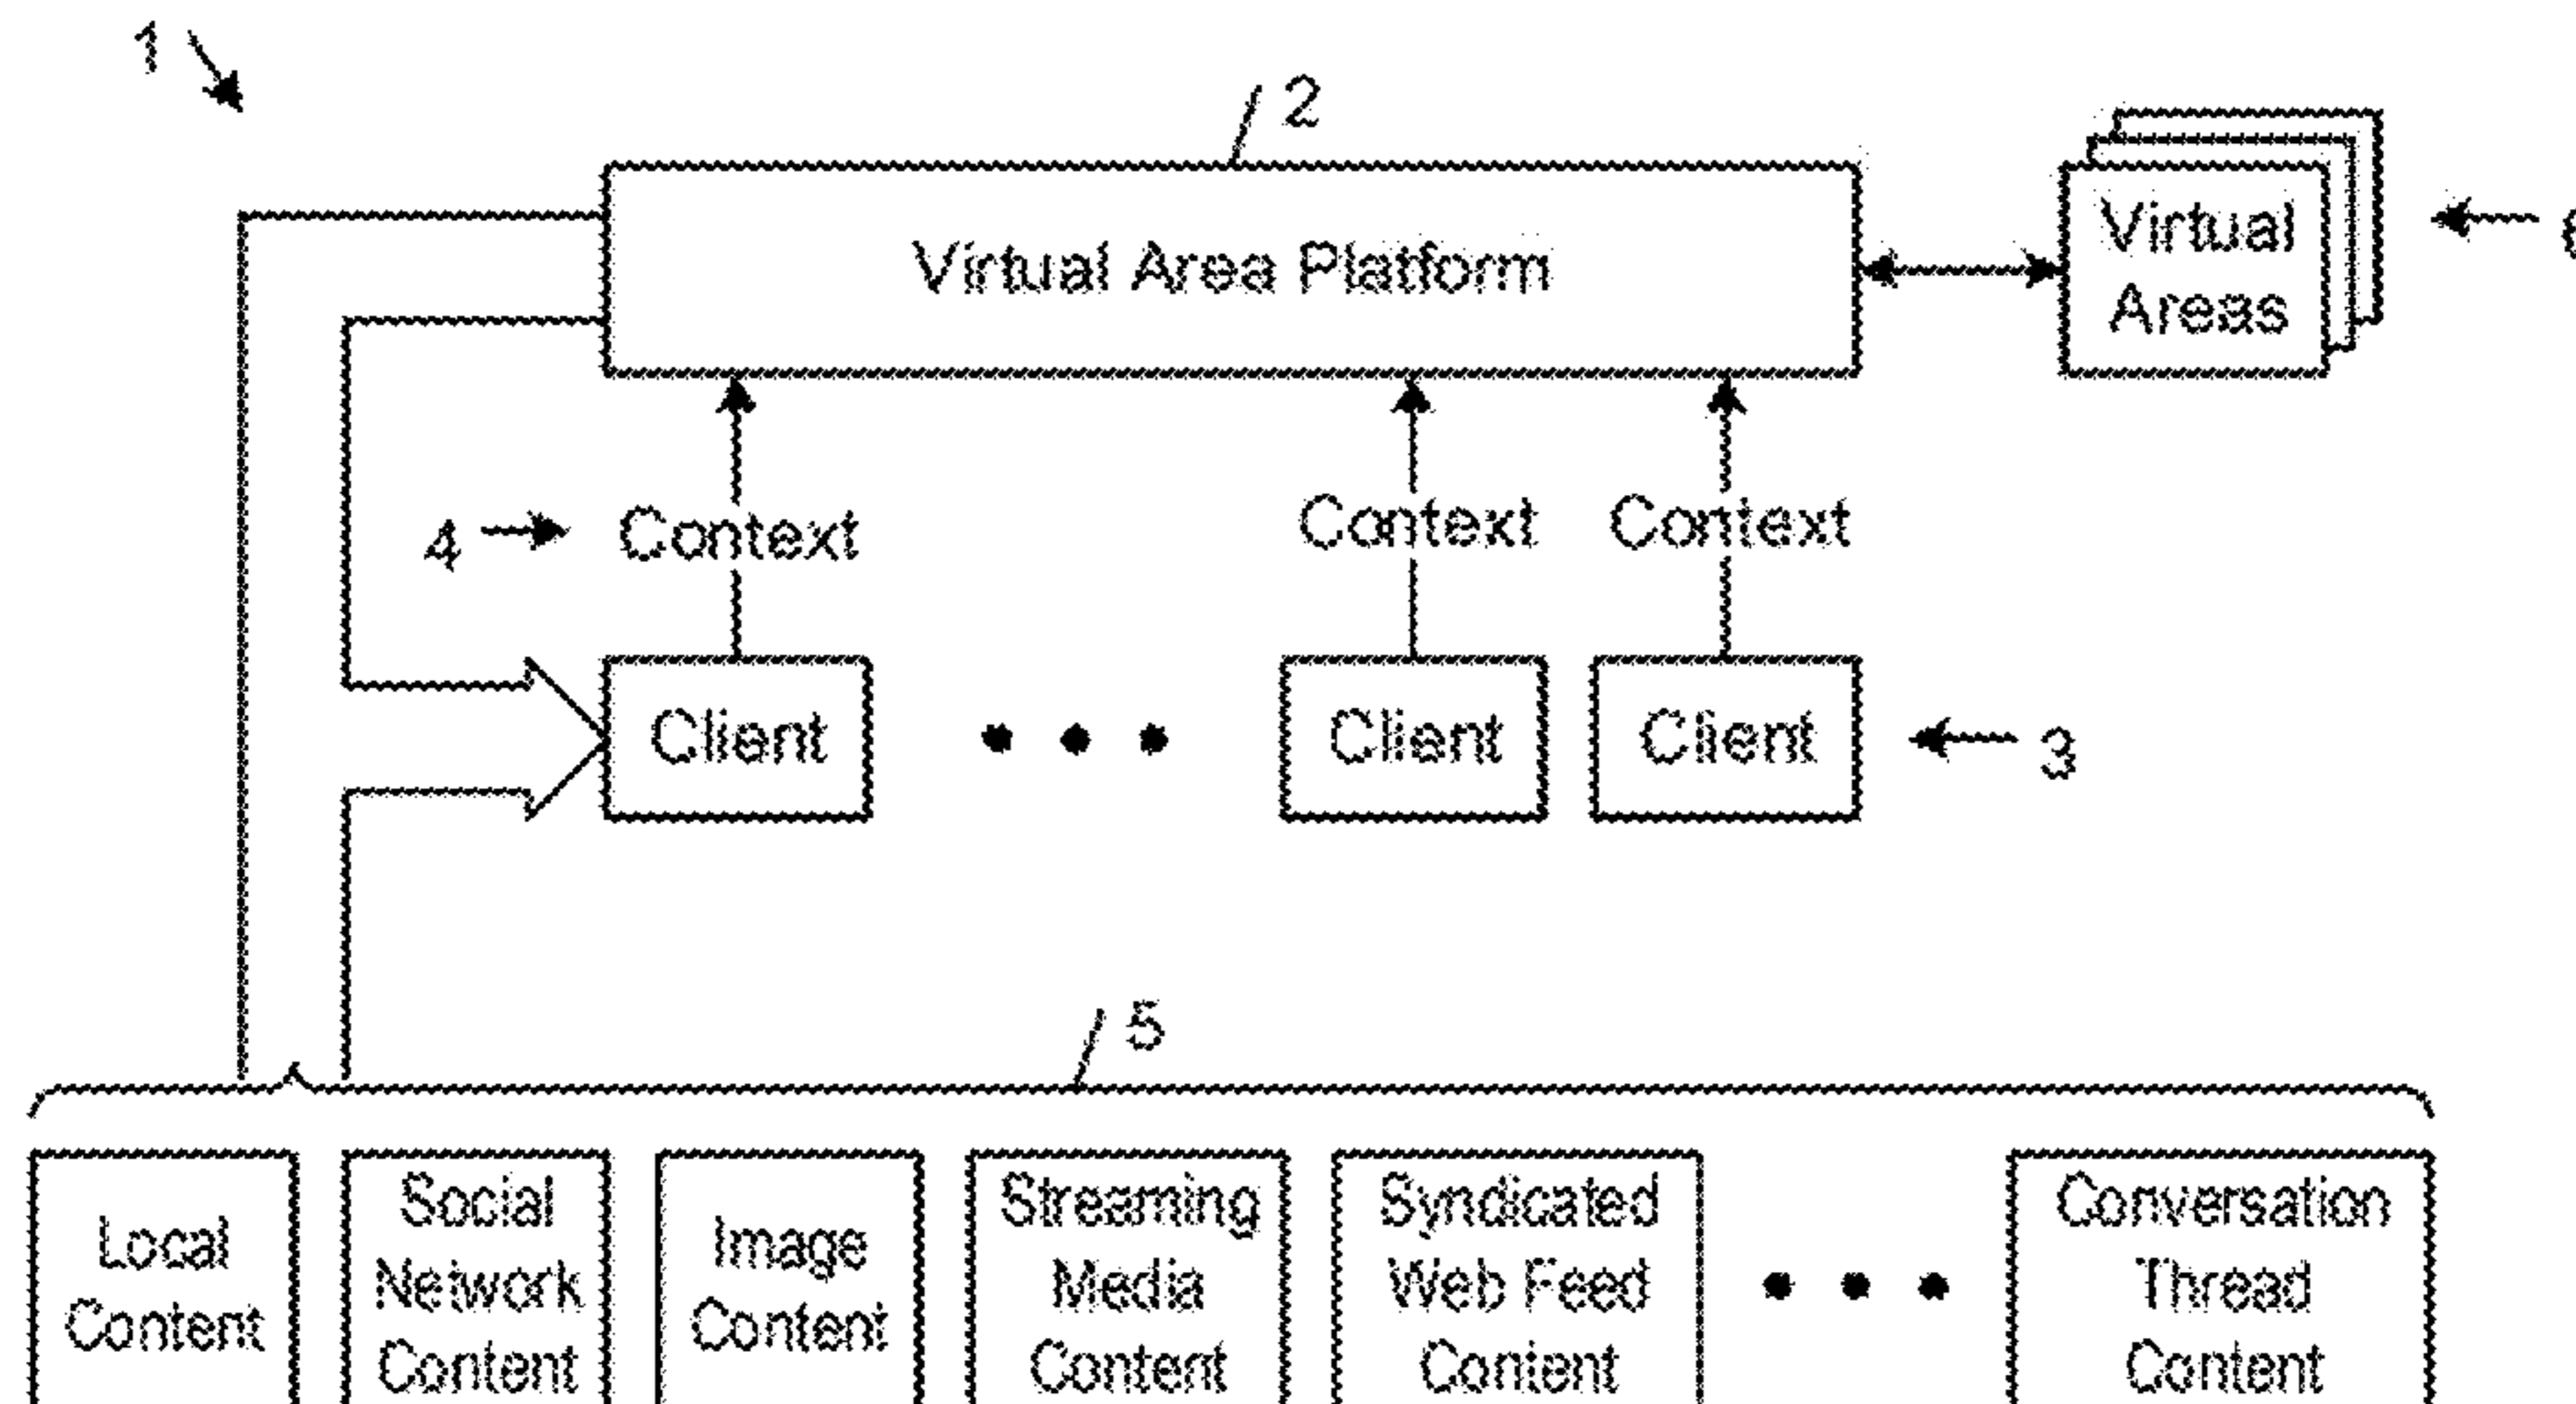 1
2
Virtual Area Platform
Virtual
Areas
4
Context
Context
Context
Client
Client
Client
3
5
Local
Content
Social
Network
Content
Image
Content
Streaming
Media
Content
Syndicated
Web Feed
Content
Conversation
Thread
Content